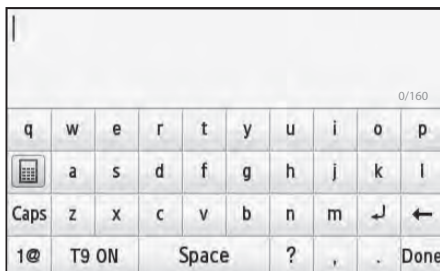 0/160
q w e r t y u i o p
a s d f g h j k l
Caps z x c v b n m
1@ T9 ON Space ? , . Done